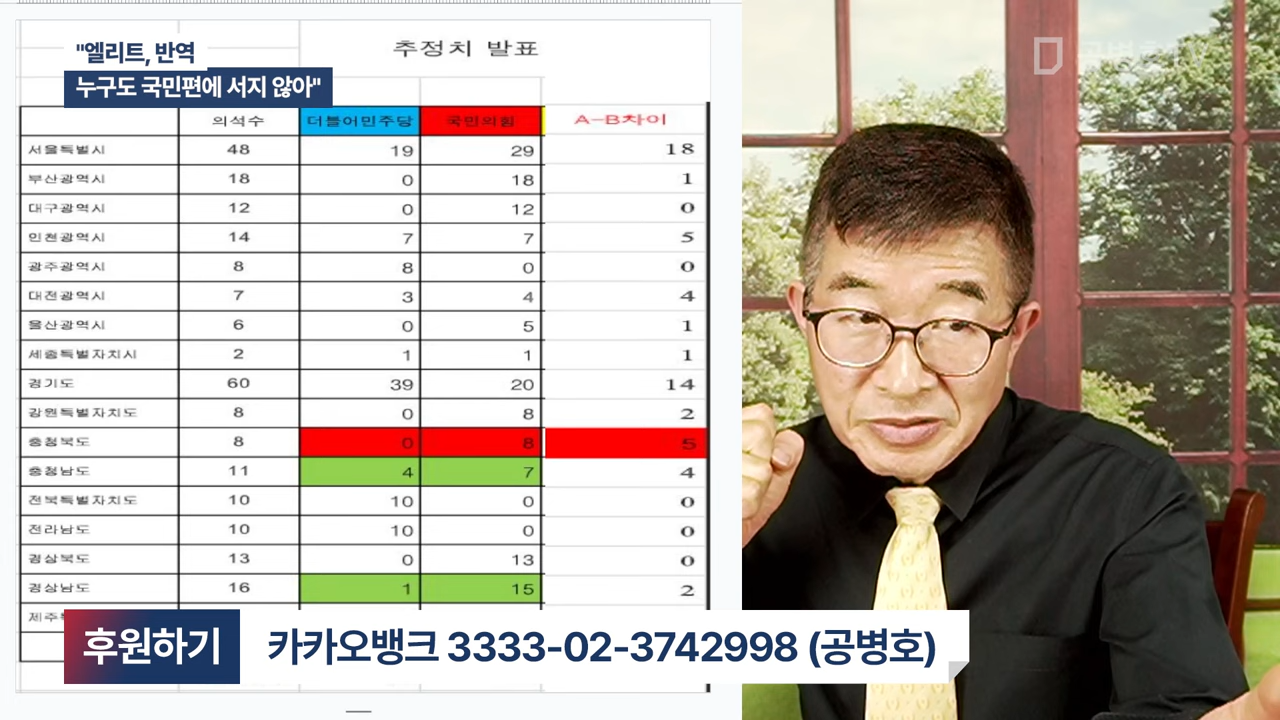 "엘리트, 반역
누구도 국민편에 서지 않아"
추정치 발표
의석수 더불어민주당 국민의힘 A-B차이
서울특별시 48 19 29 18
부산광역시 18 0 18 1
대구광역시 12 0 12 0
인천광역시 14 7 7 5
광주광역시 8 8 0 0
대전광역시 7 3 4 4
울산광역시 6 0 5 1
세종특별자치시 2 1 1 1
경기도 60 39 20 14
강원특별자치도 8 0 8 2
충청북도 8 0 8 5
충청남도 11 4 7 4
전북특별자치도 10 10 0 0
전라남도 10 10 0 0
경상북도 13 0 13 0
경상남도 16 1 15 2
후원하기 카카오뱅크 3333-02-3742998 (공병호)
공병호TV